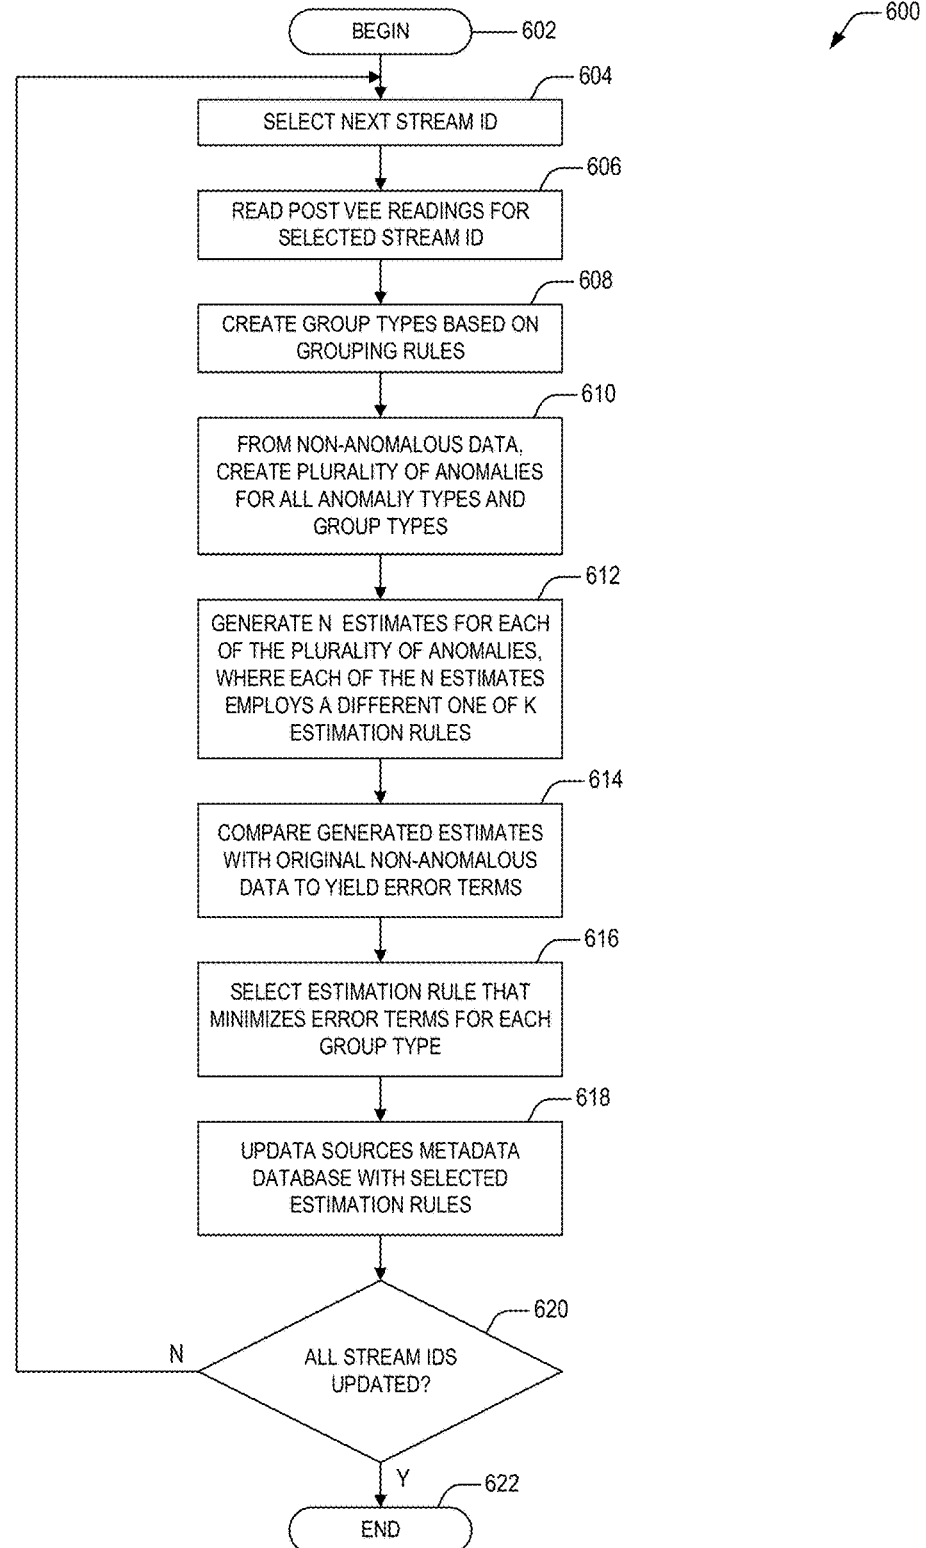 600
BEGIN
602
604
SELECT NEXT STREAM ID
606
READ POST VEE READINGS FOR
SELECTED STREAM ID
608
CREATE GROUP TYPES BASED ON
GROUPING RULES
610
FROM NON-ANOMALOUS DATA,
CREATE PLURALITY OF ANOMALIES
FOR ALL ANOMALIY TYPES AND
GROUP TYPES
612
GENERATE N ESTIMATES FOR EACH
OF THE PLURALITY OF ANOMALIES,
WHERE EACH OF THE N ESTIMATES
EMPLOYS A DIFFERENT ONE OF K
ESTIMATION RULES
614
COMPARE GENERATED ESTIMATES
WITH ORIGINAL NON-ANOMALOUS
DATA TO YIELD ERROR TERMS
616
SELECT ESTIMATION RULE THAT
MINIMIZES ERROR TERMS FOR EACH
GROUP TYPE
618
UPDATA SOURCES METADATA
DATABASE WITH SELECTED
ESTIMATION RULES
620
N
ALL STREAM IDS
UPDATED?
Y
622
END